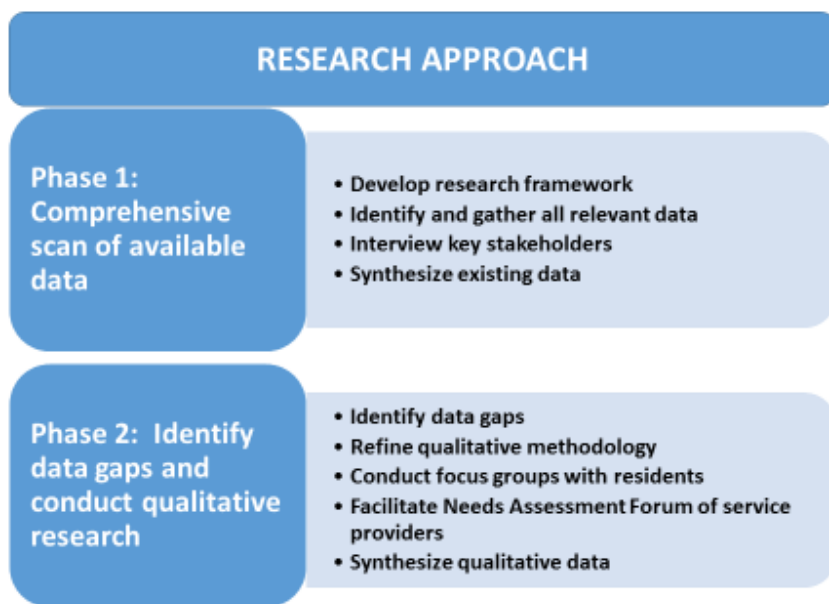 RESEARCH APPROACH
Phase 1:
Comprehensive
scan of available
data
• Develop research framework
• Identify and gather all relevant data
• Interview key stakeholders
• Synthesize existing data
Phase 2:  Identify
data gaps and
conduct qualitative
research
• Identify data gaps
• Refine qualitative methodology
• Conduct focus groups with residents
• Facilitate Needs Assessment Forum of service
providers
• Synthesize qualitative data